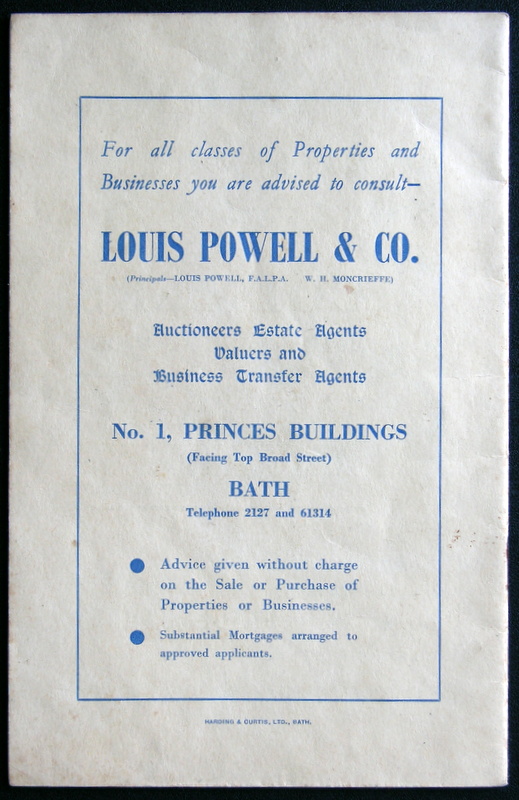 For all classes of Properties and
Businesses you are advised to consult—
LOUIS POWELL & CO.
(Principals—LOUIS POWELL, F.A.L.P.A. W. H. MONCRIEFFE)
Auctioneers Estate Agents
Valuers and
Business Transfer Agents
No. 1, PRINCES BUILDINGS
(Facing Top Broad Street)
BATH
Telephone 2127 and 61314
● Advice given without charge
on the Sale or Purchase of
Properties or Businesses.
● Substantial Mortgages arranged to
approved applicants.
HARDING & CURTIS, LTD., BATH.